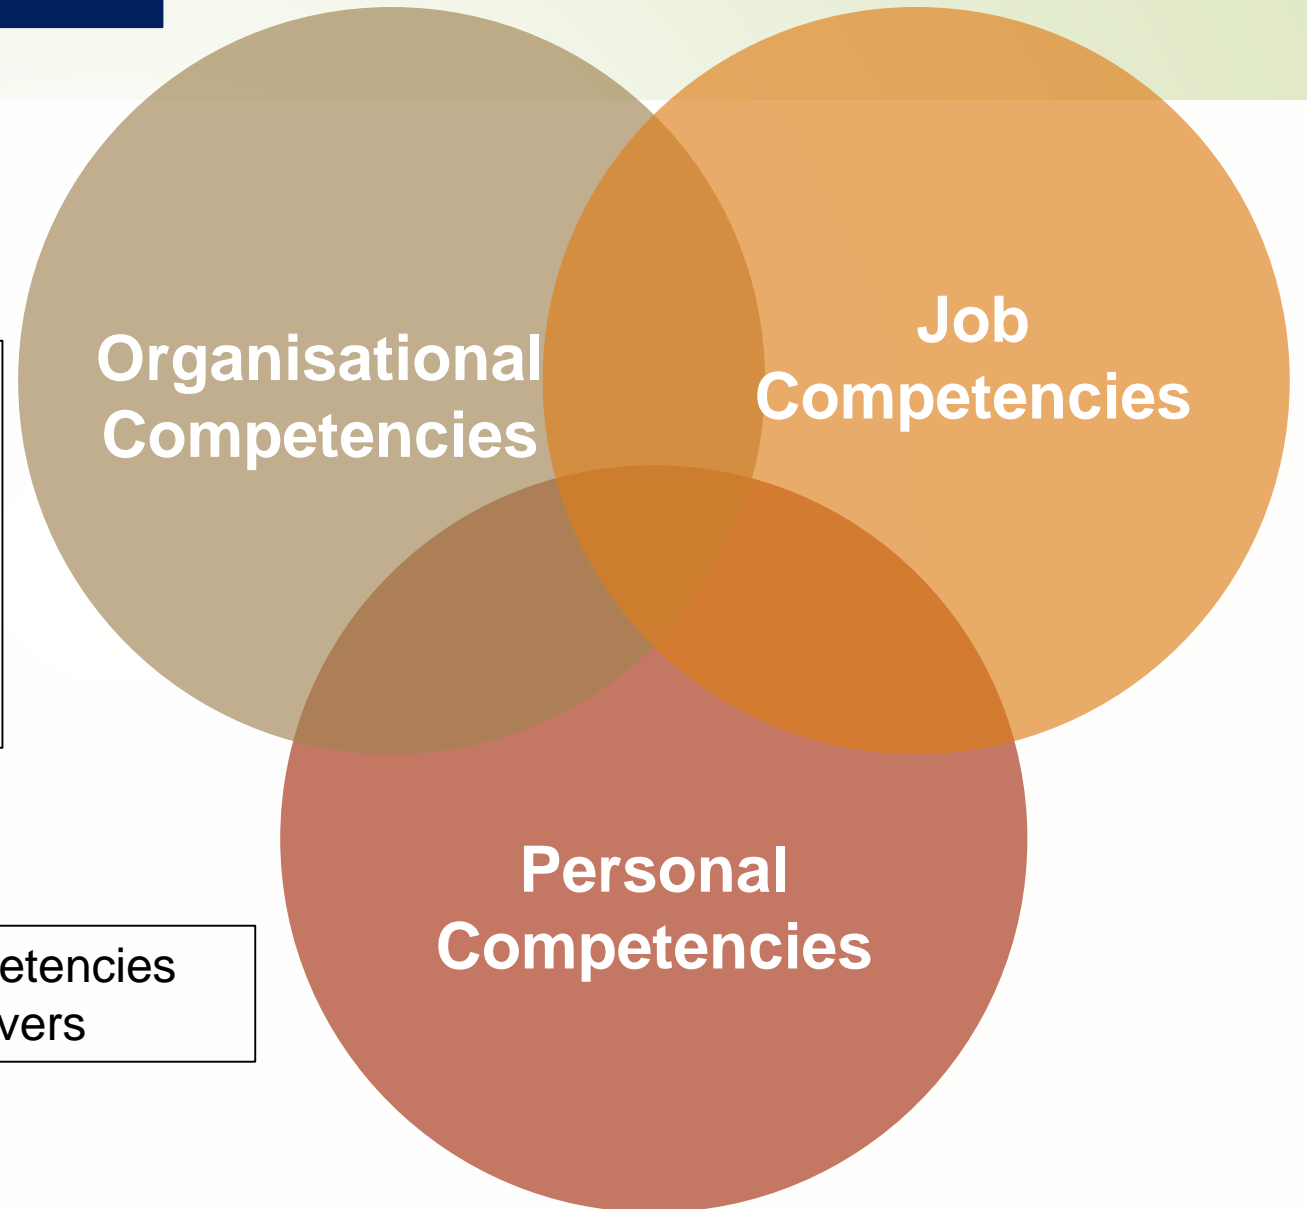 Organisational
Competencies
Job
Competencies
Personal
Competencies
etencies
vers